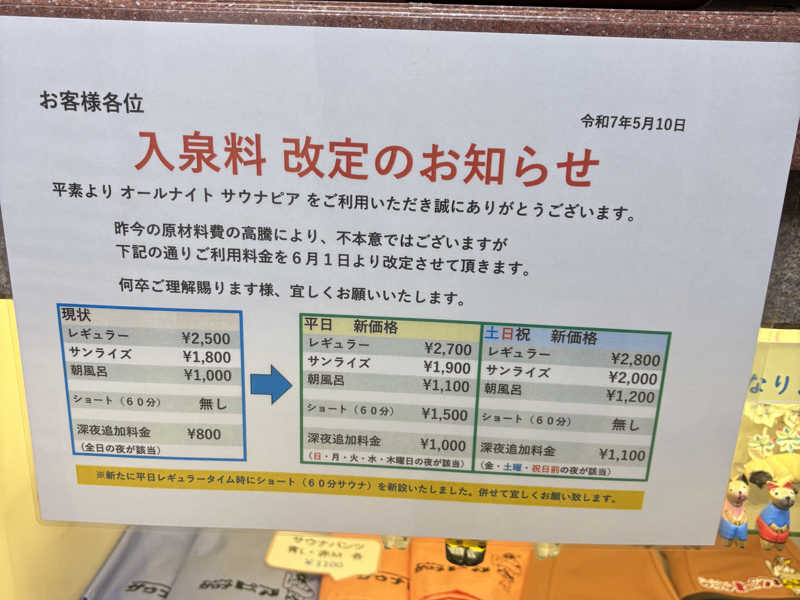 お客様各位
令和7年5月10日
入泉料 改定のお知らせ
平素より オールナイト サウナピア をご利用いただき誠にありがとうございます。
昨今の原材料費の高騰により、不本意ではございますが
下記の通りご利用料金を６月１日より改定させて頂きます。
何卒ご理解賜ります様、宜しくお願いいたします。
現状
レギュラー ¥2,500
サンライズ ¥1,800
朝風呂 ¥1,000
ショート（６０分） 無し
深夜追加料金 ¥800
（全日の夜が該当）
平日 新価格
レギュラー ¥2,700
サンライズ ¥1,900
朝風呂 ¥1,100
ショート（６０分） ¥1,500
深夜追加料金 ¥1,000
（日・月・火・水・木曜日の夜が該当）
土日祝 新価格
レギュラー ¥2,800
サンライズ ¥2,000
朝風呂 ¥1,200
ショート（６０分） 無し
深夜追加料金 ¥1,100
（金・土曜・祝日前の夜が該当）
※新たに平日レギュラータイム時にショート（６０分サウナ）を新設いたしました。併せて宜しくお願い致します。
なり
サウナパンツ
¥1100